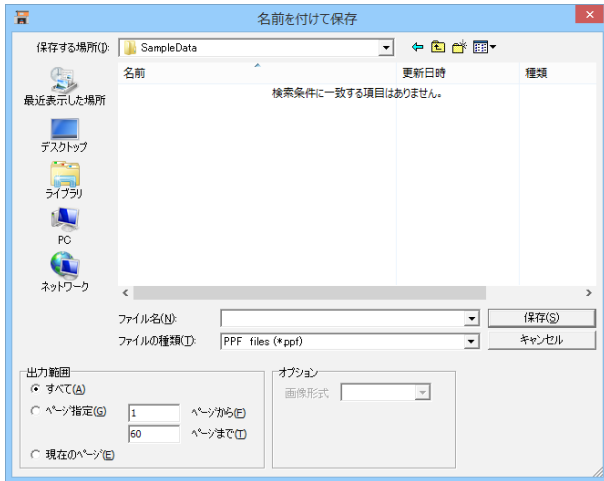 名前を付けて保存
保存する場所(I): SampleData
名前 更新日時 種類
検索条件に一致する項目はありません。
最近表示した場所
デスクトップ
ライブラリ
PC
ネットワーク
ファイル名(N): 保存(S)
ファイルの種類(T): PPF files (*.ppf) キャンセル
出力範囲 オプション
すべて(A) 画像形式
ページ指定(G) 1 ページから(F)
60 ページまで(T)
現在のページ(E)